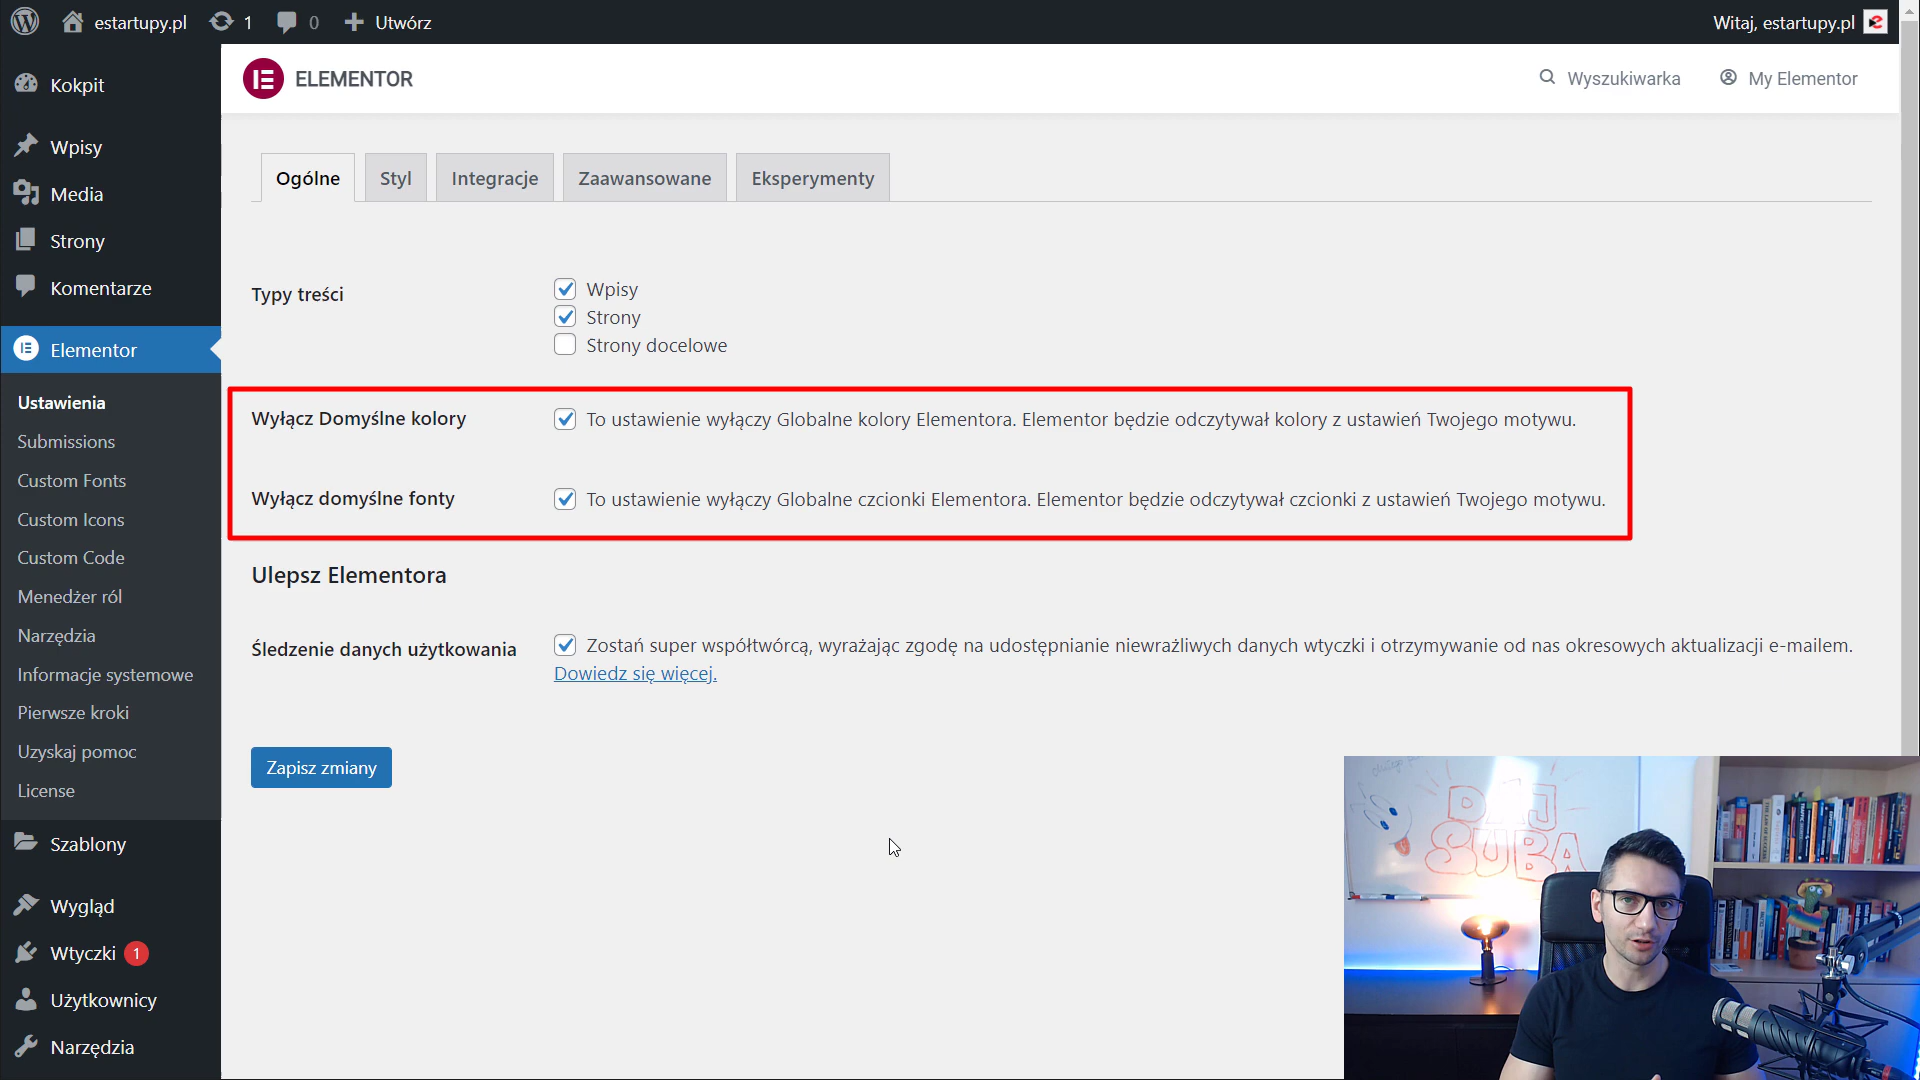 estartupy.pl
1
0
Utwórz
Witaj, estartupy.pl
Kokpit
Wpisy
Media
Strony
Komentarze
Elementor
Ustawienia
Submissions
Custom Fonts
Custom Icons
Custom Code
Menedżer ról
Narzędzia
Informacje systemowe
Pierwsze kroki
Uzyskaj pomoc
License
Szablony
Wygląd
Wtyczki 1
Użytkownicy
Narzędzia
ELEMENTOR
Wyszukiwarka
My Elementor
Ogólne
Styl
Integracje
Zaawansowane
Eksperymenty
Typy treści
Wpisy
Strony
Strony docelowe
Wyłącz Domyślne kolory
To ustawienie wyłączy Globalne kolory Elementora. Elementor będzie odczytywał kolory z ustawień Twojego motywu.
Wyłącz domyślne fonty
To ustawienie wyłączy Globalne czcionki Elementora. Elementor będzie odczytywał czcionki z ustawień Twojego motywu.
Ulepsz Elementora
Śledzenie danych użytkowania
Zostań super współtwórcą, wyrażając zgodę na udostępnianie niewrażliwych danych wtyczki i otrzymywanie od nas okresowych aktualizacji e-mailem.
Dowiedz się więcej.
Zapisz zmiany
DAJ
SUBA